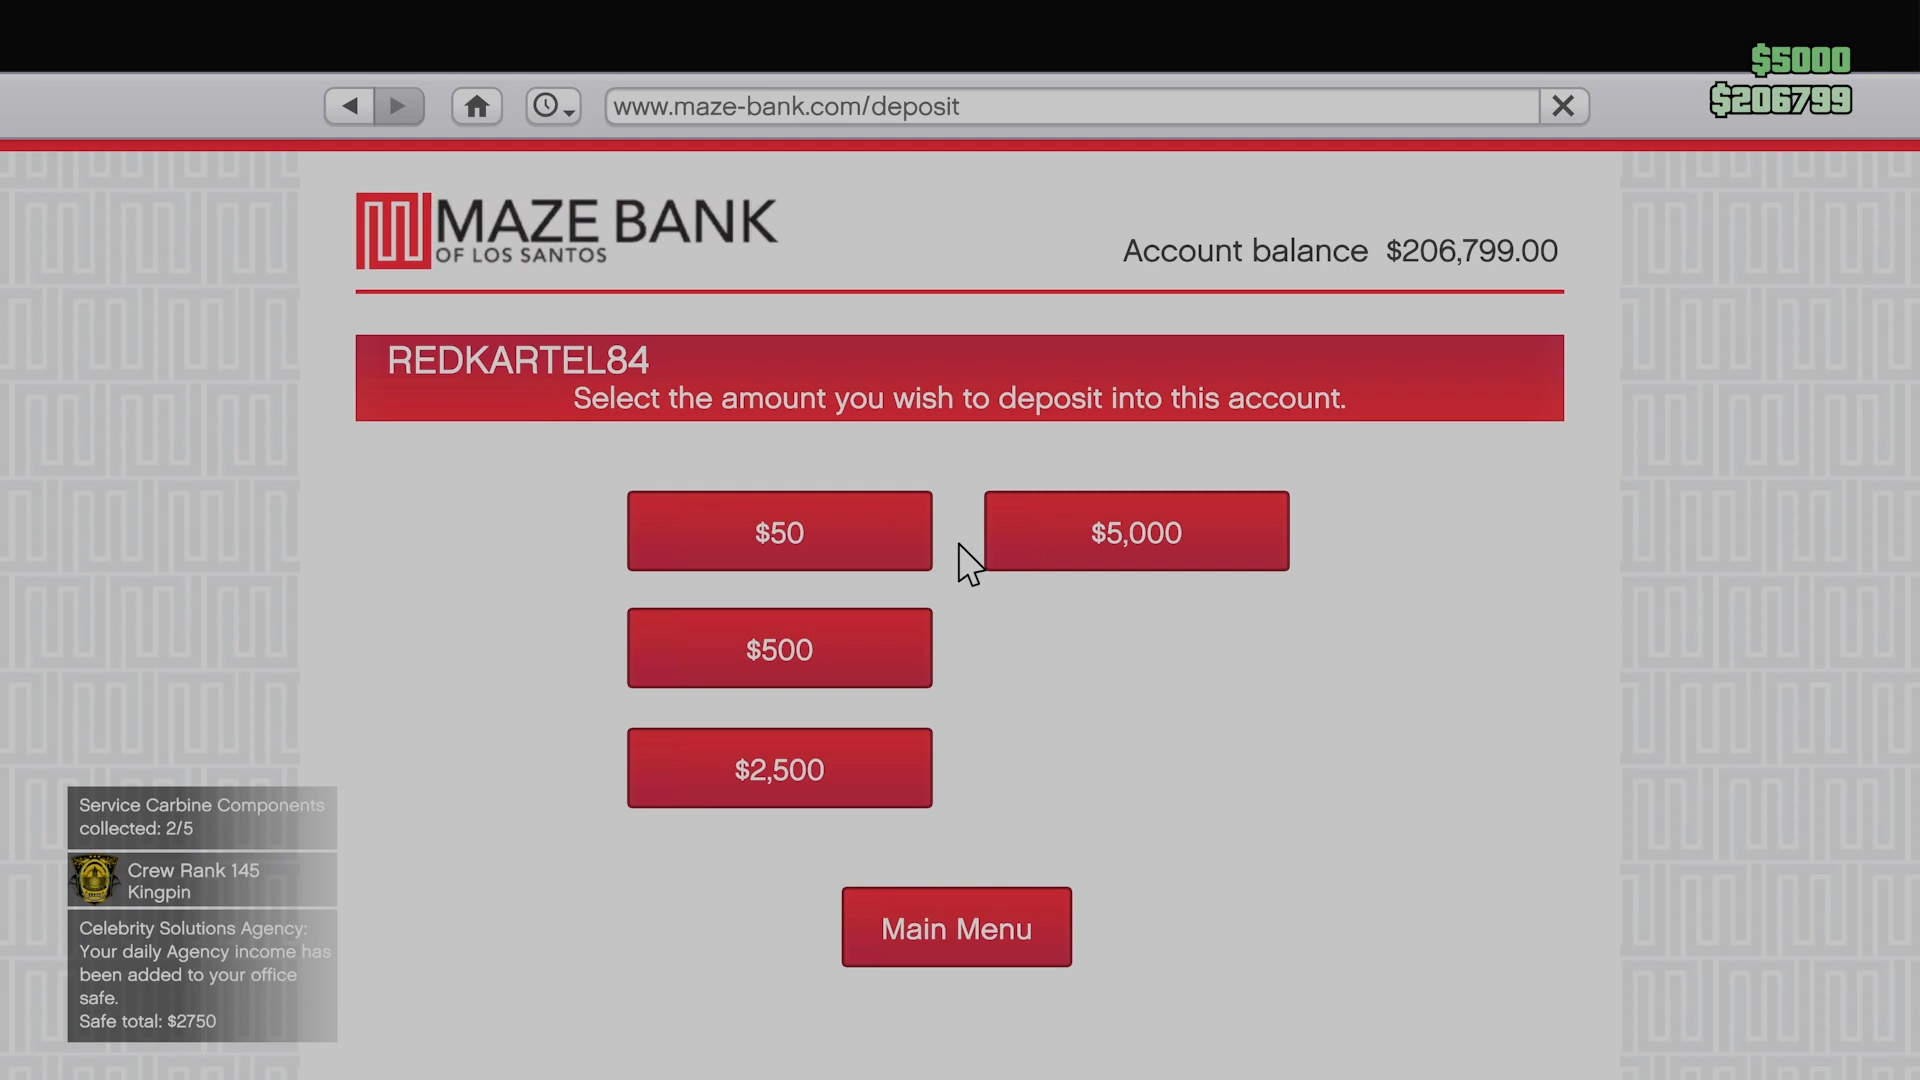 $5000
www.maze-bank.com/deposit
$206799
MAZE BANK
OF LOS SANTOS
Account balance $206,799.00
REDKARTEL84
Select the amount you wish to deposit into this account.
$50
$5,000
$500
$2,500
Service Carbine Components
collected: 2/5
Crew Rank 145
Kingpin
Main Menu
Celebrity Solutions Agency:
Your daily Agency income has
been added to your office
safe.
Safe total: $2750